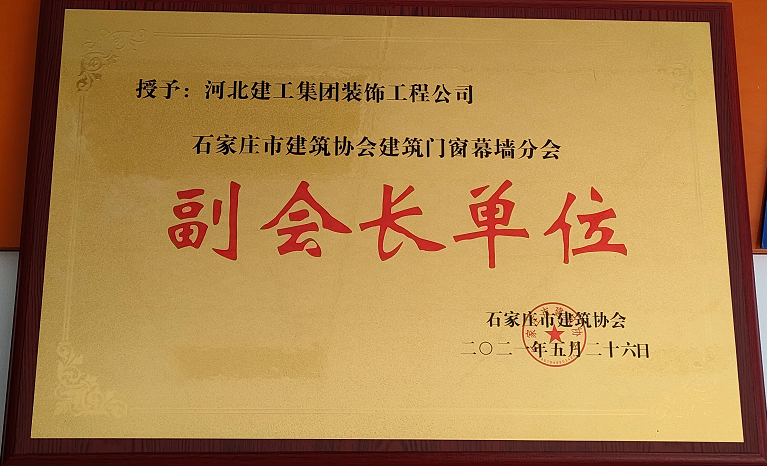 授予：河北建工集团装饰工程公司
石家庄市建筑协会建筑门窗幕墙分会
副会长单位
石家庄市建筑协会
二〇二一年五月二十六日